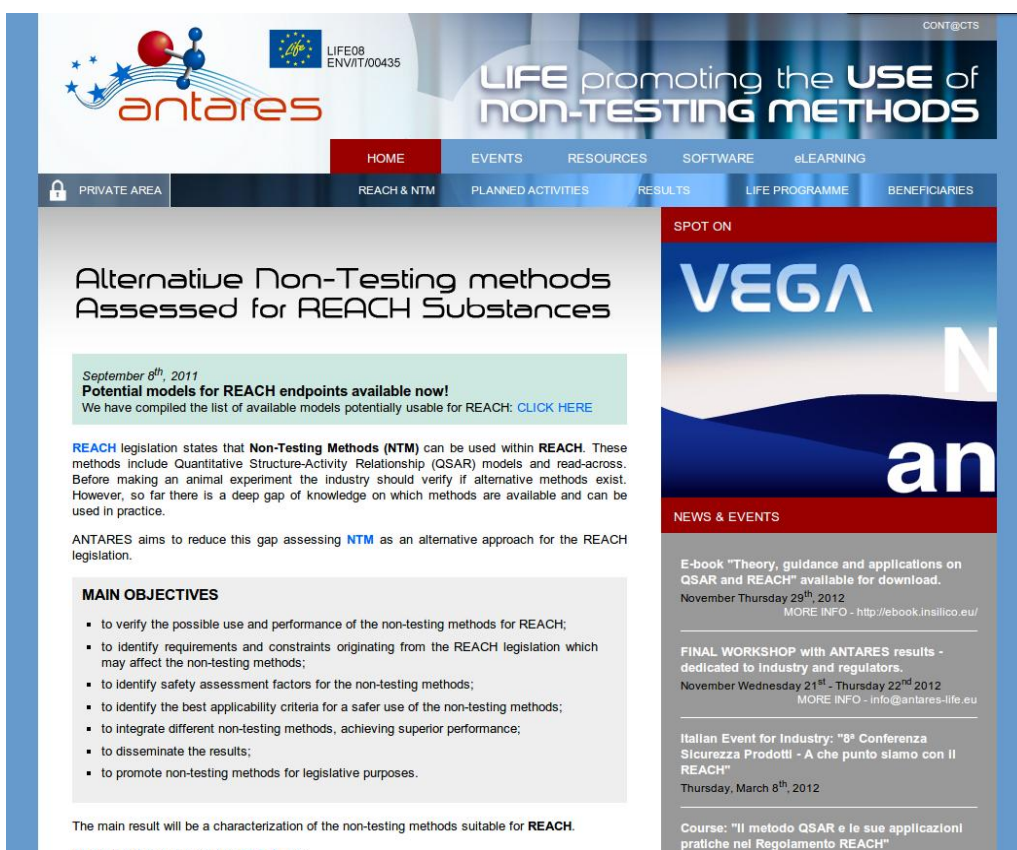 CONT@CTS
LIFE08
ENV/IT/00435
antares
LIFE promoting the USE of
NON-TESTING METHODS
HOME EVENTS RESOURCES SOFTWARE eLEARNING
PRIVATE AREA REACH & NTM PLANNED ACTIVITIES RESULTS LIFE PROGRAMME BENEFICIARIES
Alternative Non-Testing methods
Assessed for REACH Substances
September 8th, 2011
Potential models for REACH endpoints available now!
We have compiled the list of available models potentially usable for REACH: CLICK HERE
REACH legislation states that Non-Testing Methods (NTM) can be used within REACH. These
methods include Quantitative Structure-Activity Relationship (QSAR) models and read-across.
Before making an animal experiment the industry should verify if alternative methods exist.
However, so far there is a deep gap of knowledge on which methods are available and can be
used in practice.
ANTARES aims to reduce this gap assessing NTM as an alternative approach for the REACH
legislation.
MAIN OBJECTIVES
▪ to verify the possible use and performance of the non-testing methods for REACH;
▪ to identify requirements and constraints originating from the REACH legislation which
may affect the non-testing methods;
▪ to identify safety assessment factors for the non-testing methods;
▪ to identify the best applicability criteria for a safer use of the non-testing methods;
▪ to integrate different non-testing methods, achieving superior performance;
▪ to disseminate the results;
▪ to promote non-testing methods for legislative purposes.
The main result will be a characterization of the non-testing methods suitable for REACH.
SPOT ON
VEGA
N
an
NEWS & EVENTS
E-book "Theory, guidance and applications on
QSAR and REACH" available for download.
November Thursday 29th, 2012
MORE INFO - http://ebook.insilico.eu/
FINAL WORKSHOP with ANTARES results -
dedicated to industry and regulators.
November Wednesday 21st - Thursday 22nd 2012
MORE INFO - info@antares-life.eu
Italian Event for Industry: "8ª Conferenza
Sicurezza Prodotti - A che punto siamo con il
REACH"
Thursday, March 8th, 2012
Course: "Il metodo QSAR e le sue applicazioni
pratiche nel Regolamento REACH"